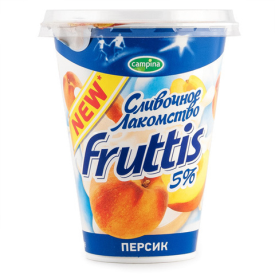 campina
NEW
Сливочное
Лакомство
fruttis
5%
ПЕРСИК